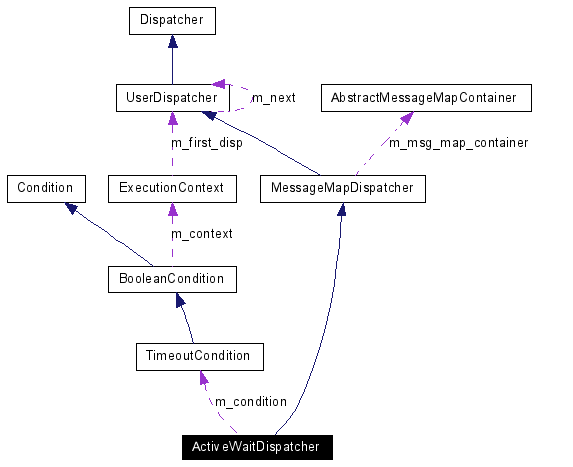 Dispatcher
UserDispatcher
m_next
AbstractMessageMapContainer
m_first_disp
m_msg_map_container
Condition
ExecutionContext
MessageMapDispatcher
m_context
BooleanCondition
TimeoutCondition
m_condition
ActiveWaitDispatcher